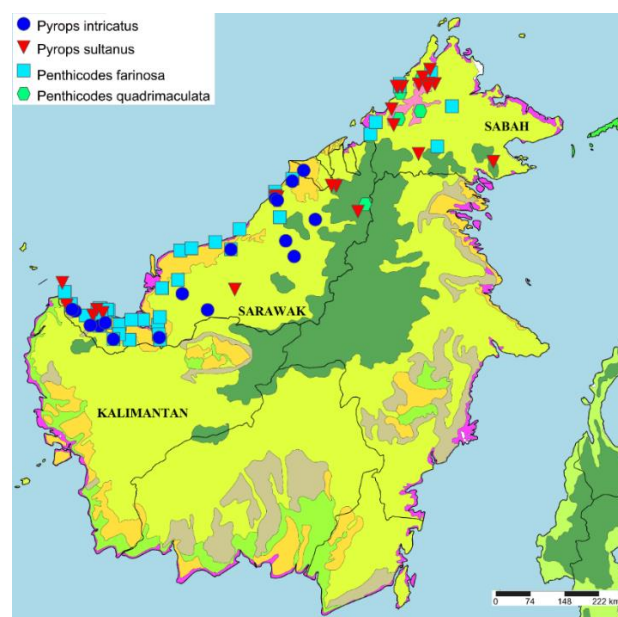 Pyrops intricatus
Pyrops sultanus
Penthicodes farinosa
Penthicodes quadrimaculata
SABAH
SARAWAK
KALIMANTAN
0 74 148 222 km